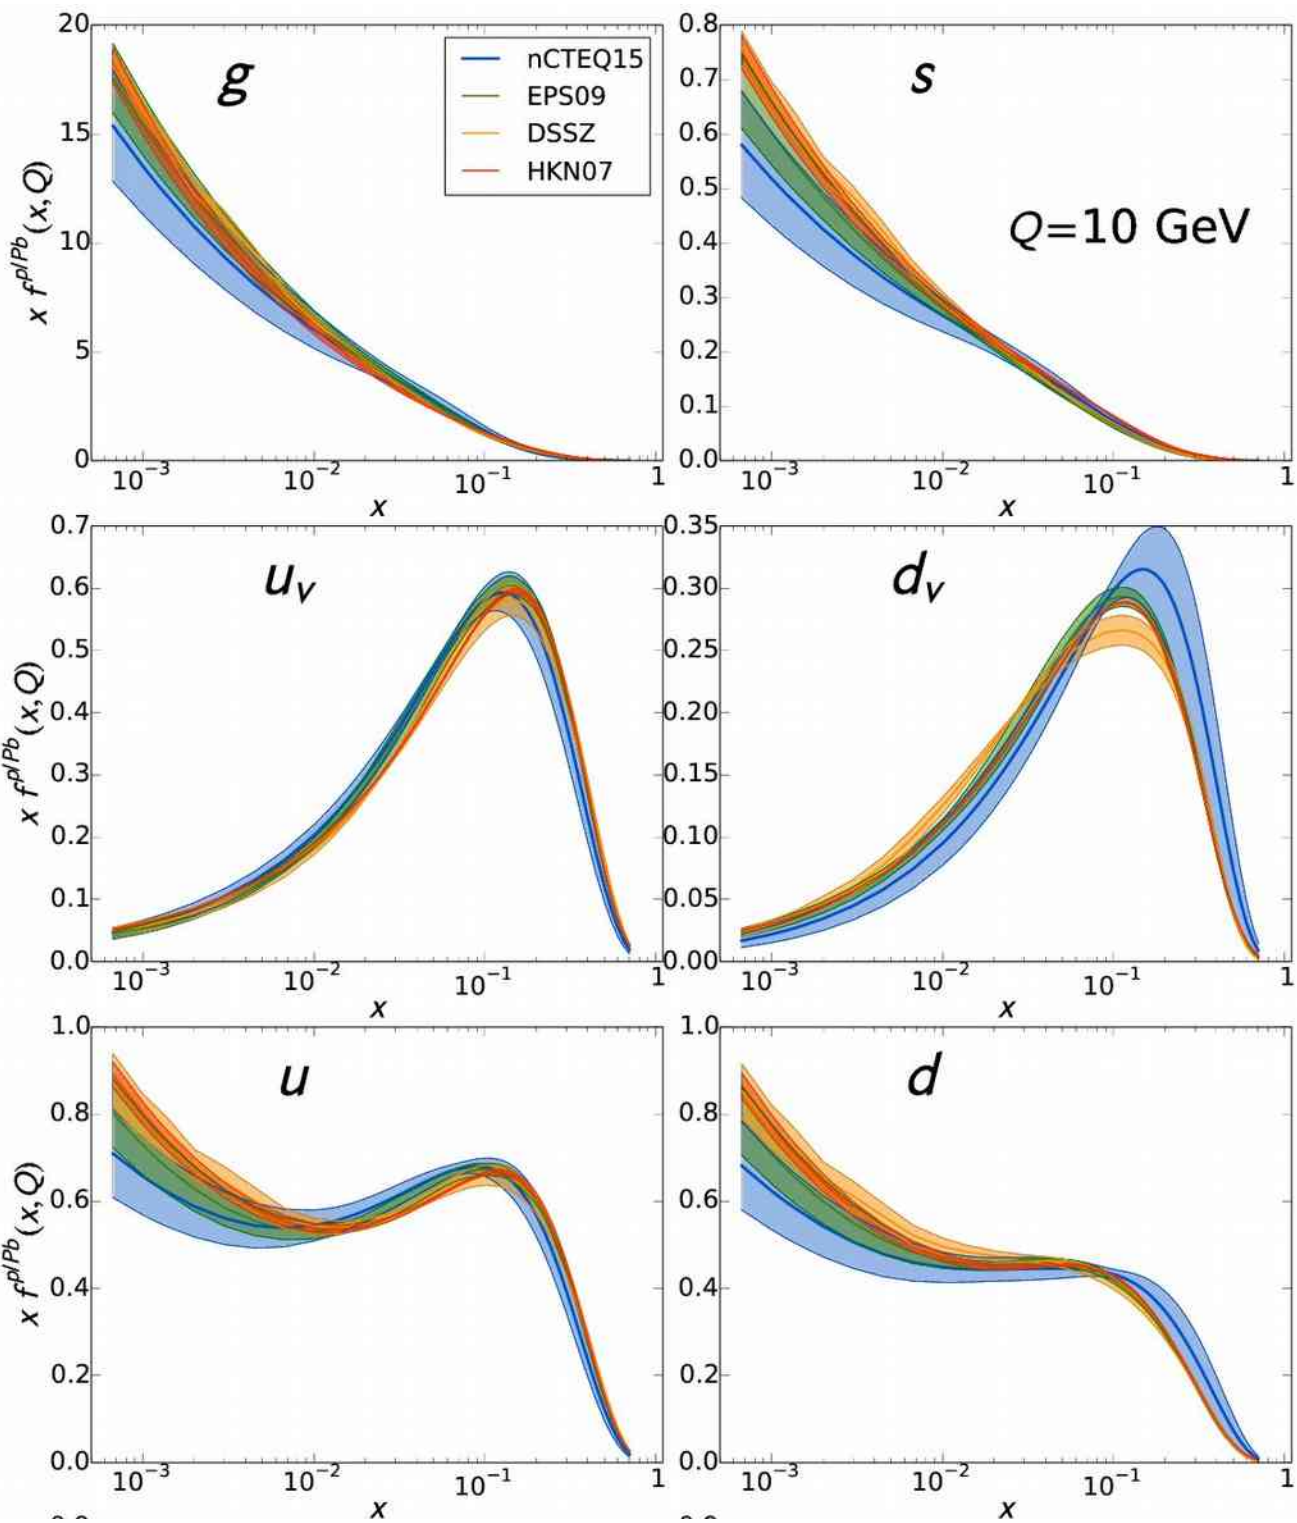 g
nCTEQ15
EPS09
DSSZ
HKN07
x f^{p/Pb}(x,Q)
20
15
10
5
0
10^{-3} 10^{-2} 10^{-1} 1
x
s
Q=10 GeV
0.8
0.7
0.6
0.5
0.4
0.3
0.2
0.1
0.0
10^{-3} 10^{-2} 10^{-1} 1
x
u_v
x f^{p/Pb}(x,Q)
0.7
0.6
0.5
0.4
0.3
0.2
0.1
0.0
10^{-3} 10^{-2} 10^{-1} 1
x
d_v
0.35
0.30
0.25
0.20
0.15
0.10
0.05
0.00
10^{-3} 10^{-2} 10^{-1} 1
x
u
x f^{p/Pb}(x,Q)
1.0
0.8
0.6
0.4
0.2
0.0
10^{-3} 10^{-2} 10^{-1} 1
x
d
1.0
0.8
0.6
0.4
0.2
0.0
10^{-3} 10^{-2} 10^{-1} 1
x